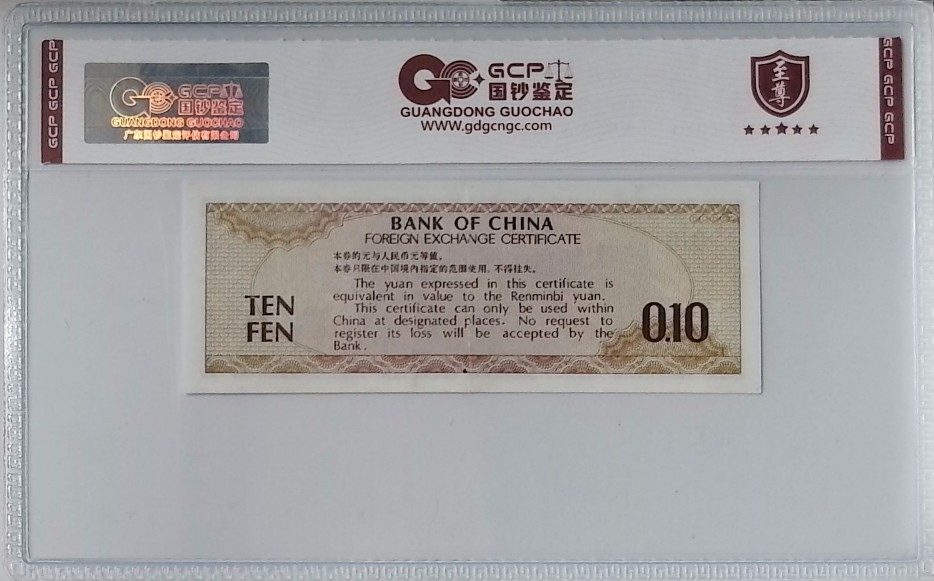 GCP GCP GCP
GCP
国钞鉴定
GUANGDONG GUOCHAO
广东国钞鉴定评估有限公司
GCP
国钞鉴定
GUANGDONG GUOCHAO
www.gdgcngc.com
至尊
GCP GCP GCP
BANK OF CHINA
FOREIGN EXCHANGE CERTIFICATE
本券的元与人民币元等值。
本券只限在中国境内指定的范围使用，不得挂失。
The yuan expressed in this certificate is
equivalent in value to the Renminbi yuan.
This certificate can only be used within
China at designated places. No request to
register its loss will be accepted by the
Bank.
TEN
FEN
0.10